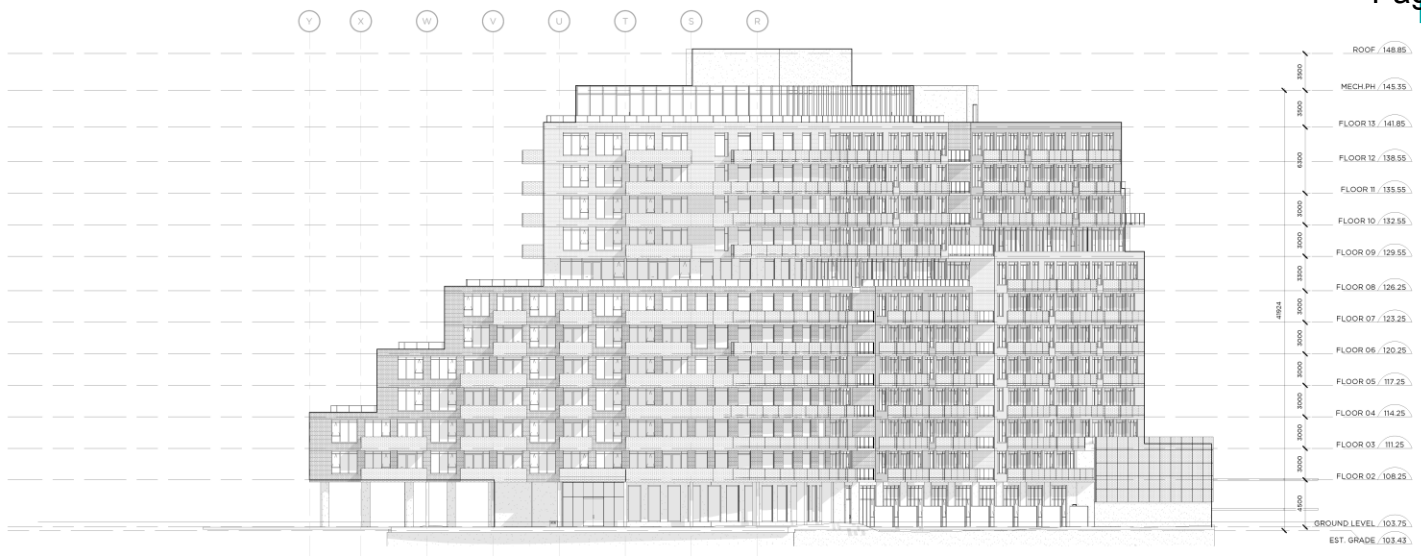 Pag
Y X W V U T S R
ROOF 148.85
3500
MECH.PH 145.35
3500
FLOOR 13 141.85
6300
FLOOR 12 138.55
FLOOR 11 135.55
3000
FLOOR 10 132.55
3000
FLOOR 09 129.55
3300
FLOOR 08 126.25
41924
3000
FLOOR 07 123.25
3000
FLOOR 06 120.25
3000
FLOOR 05 117.25
3000
FLOOR 04 114.25
3000
FLOOR 03 111.25
3000
FLOOR 02 108.25
4500
GROUND LEVEL 103.75
EST. GRADE 103.43